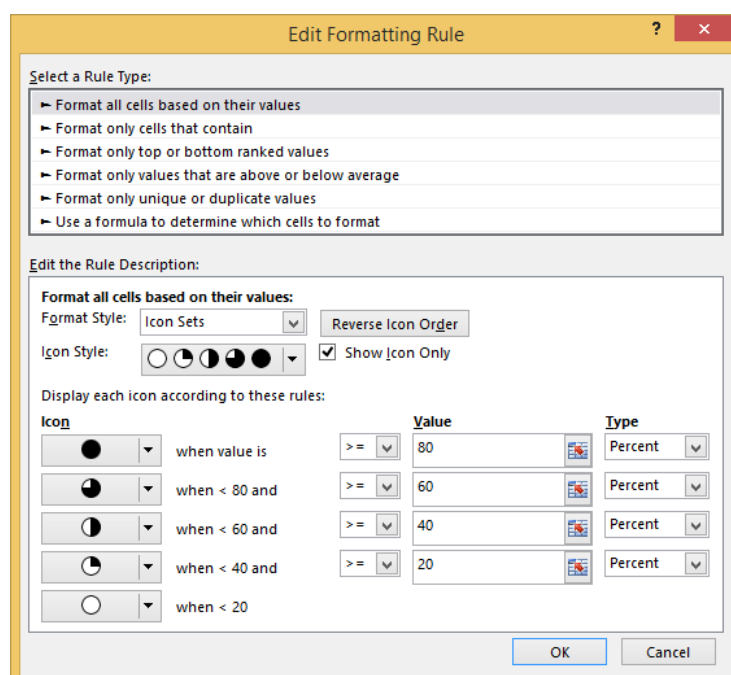 Edit Formatting Rule
?
Select a Rule Type:
► Format all cells based on their values
► Format only cells that contain
► Format only top or bottom ranked values
► Format only values that are above or below average
► Format only unique or duplicate values
► Use a formula to determine which cells to format
Edit the Rule Description:
Format all cells based on their values:
Format Style: Icon Sets Reverse Icon Order
Icon Style: Show Icon Only
Display each icon according to these rules:
Icon Value Type
when value is >= 80 Percent
when < 80 and >= 60 Percent
when < 60 and >= 40 Percent
when < 40 and >= 20 Percent
when < 20
OK Cancel